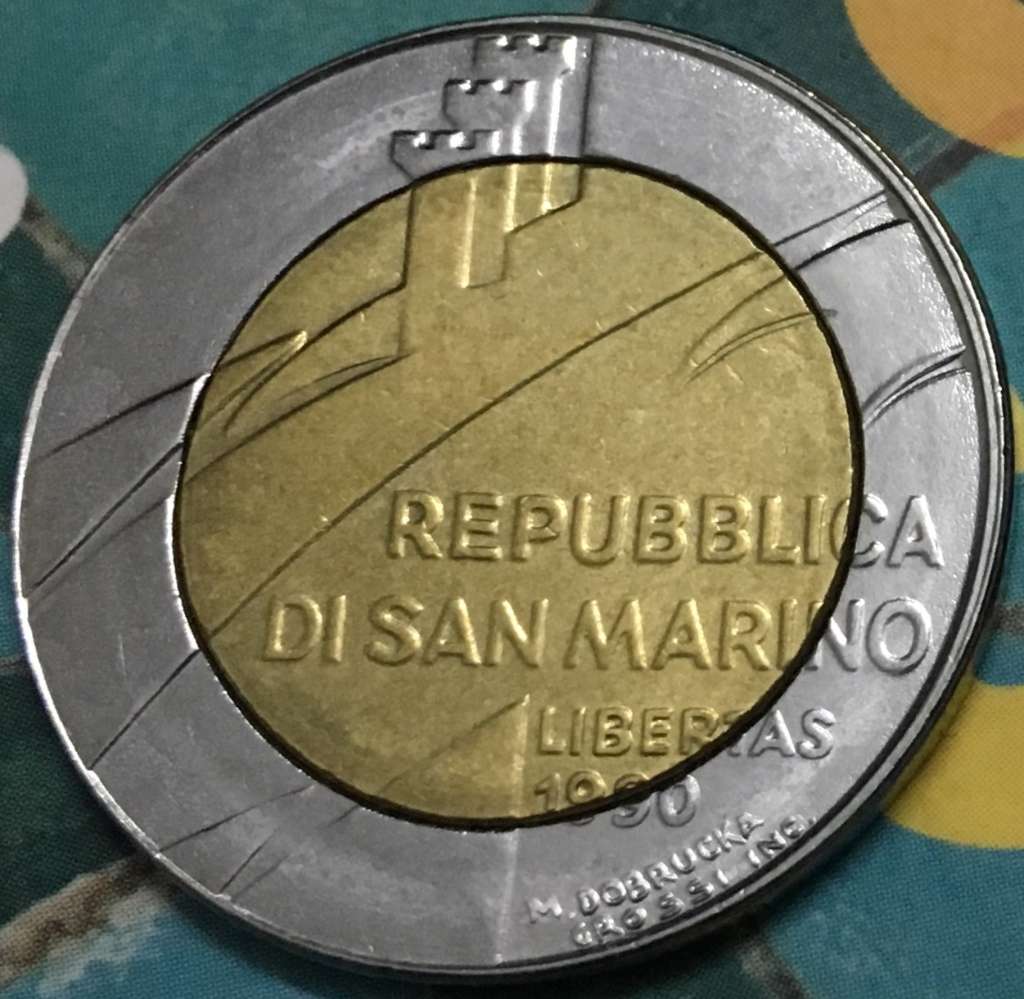 REPUBBLICA
DI SAN MARINO
LIBERTAS
1990
M. DOBRUCKA
GROSSI INC.